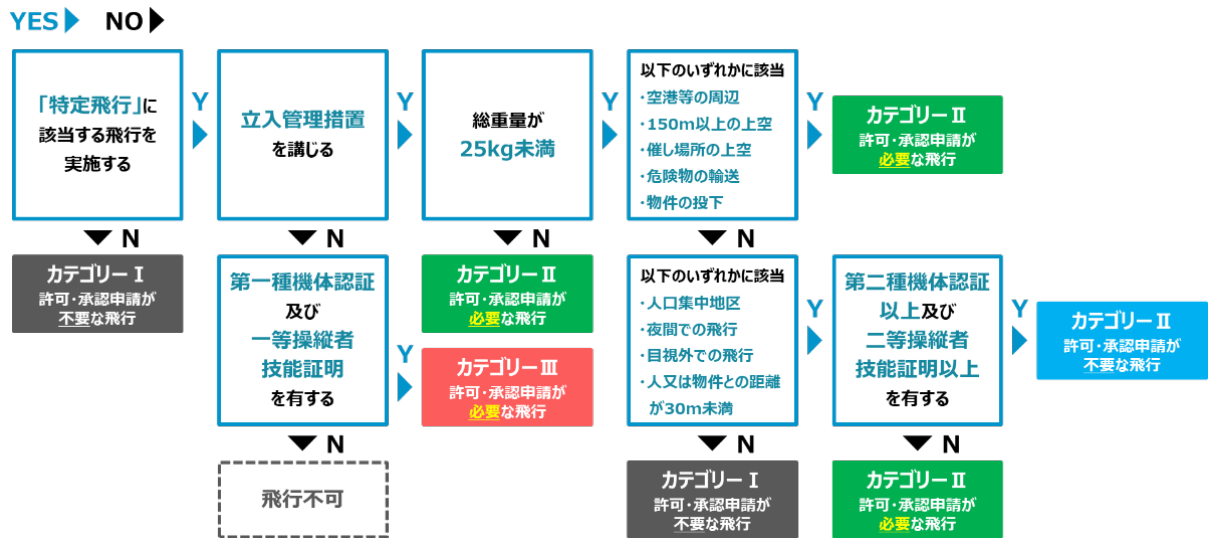 YES NO
「特定飛行」に
該当する飛行を
実施する
Y
立入管理措置
を講じる
Y
総重量が
25kg未満
Y
以下のいずれかに該当
・空港等の周辺
・150m以上の上空
・催し場所の上空
・危険物の輸送
・物件の投下
Y
カテゴリーⅡ
許可・承認申請が
必要な飛行
N
N
N
N
カテゴリーⅠ
許可・承認申請が
不要な飛行
第一種機体認証
及び
一等操縦者
技能証明
を有する
Y
カテゴリーⅡ
許可・承認申請が
必要な飛行
カテゴリーⅢ
許可・承認申請が
必要な飛行
以下のいずれかに該当
・人口集中地区
・夜間での飛行
・目視外での飛行
・人又は物件との距離
が30m未満
Y
第二種機体認証
以上及び
二等操縦者
技能証明以上
を有する
Y
カテゴリーⅡ
許可・承認申請が
不要な飛行
N
N
N
飛行不可
カテゴリーⅠ
許可・承認申請が
不要な飛行
カテゴリーⅡ
許可・承認申請が
必要な飛行